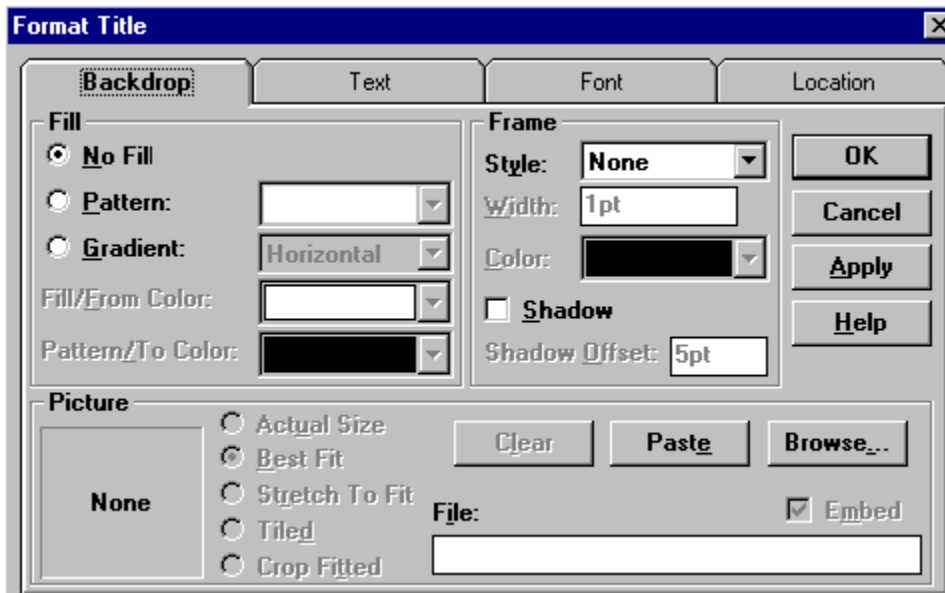 Format Title
Backdrop Text Font Location
Fill
No Fill
Pattern:
Gradient: Horizontal
Fill/From Color:
Pattern/To Color:
Frame
Style: None
Width: 1pt
Color:
Shadow
Shadow Offset: 5pt
OK
Cancel
Apply
Help
Picture
None
Actual Size
Best Fit
Stretch To Fit
Tiled
Crop Fitted
Clear Paste Browse...
File: Embed